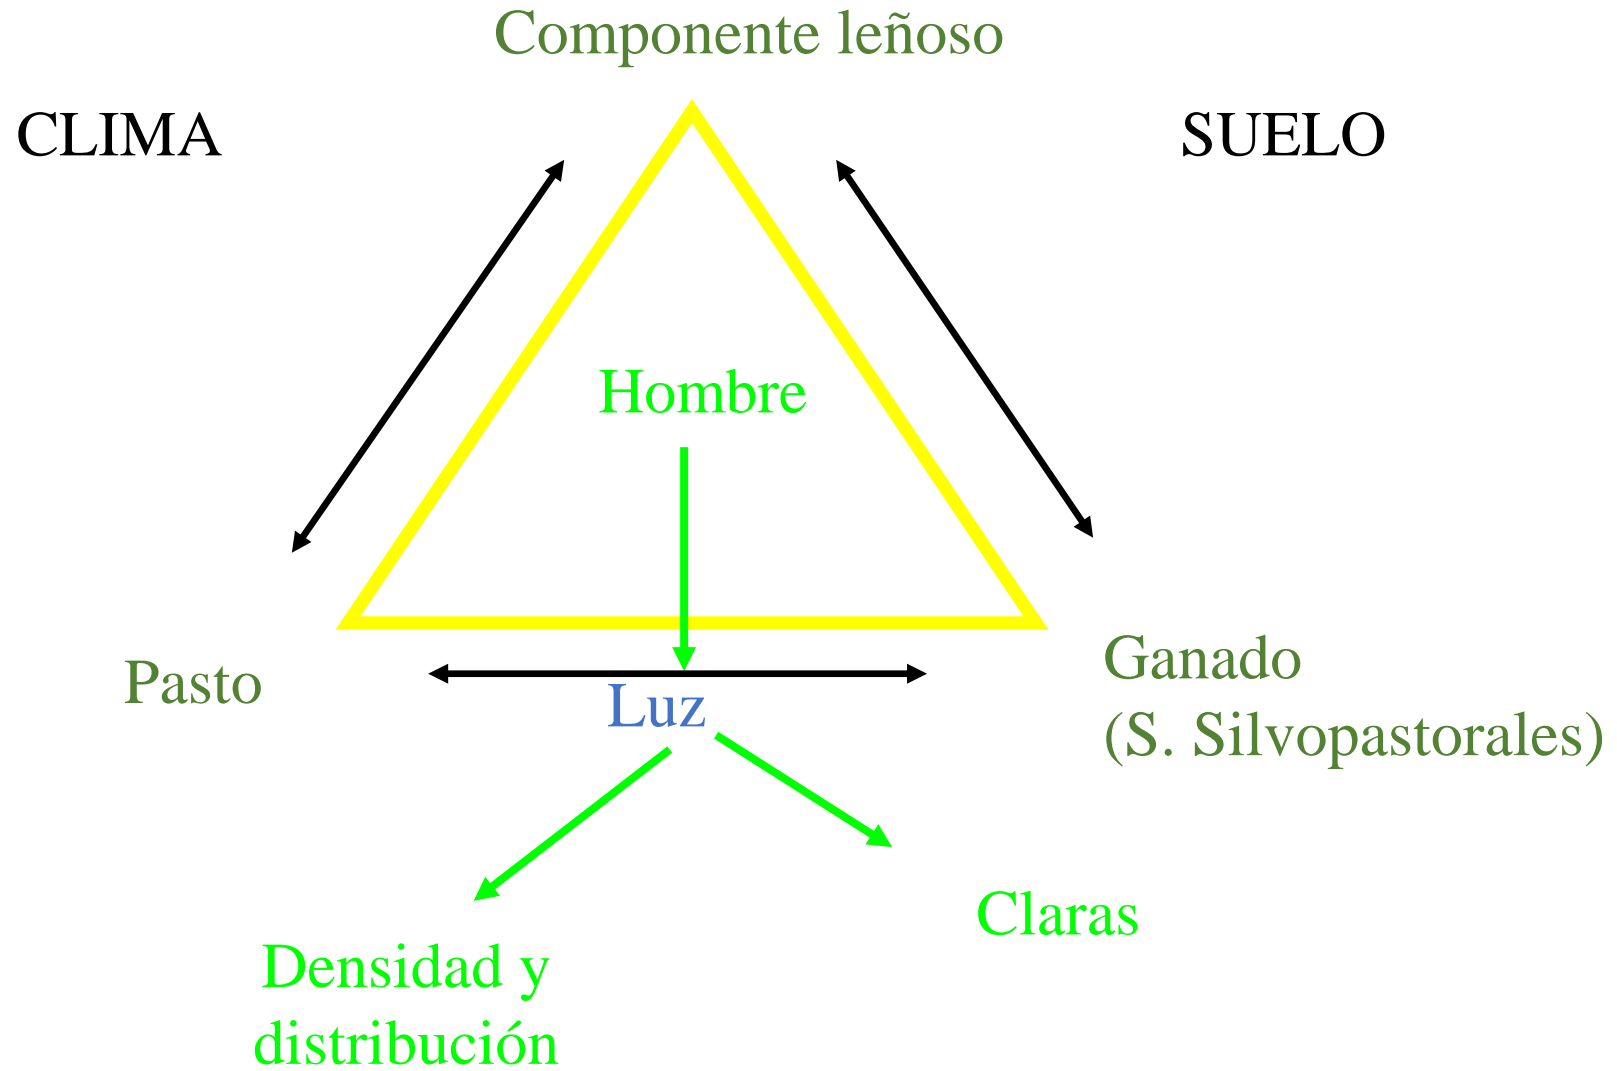 Componente leñoso
CLIMA
SUELO
Hombre
Pasto
Luz
Ganado
(S. Silvopastorales)
Claras
Densidad y
distribución